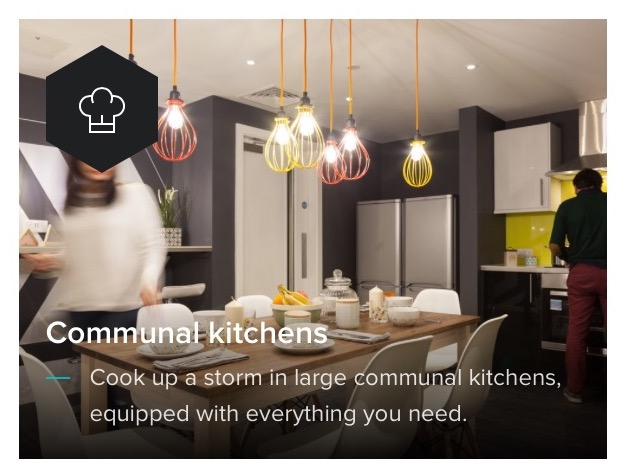 Communal kitchens
Cook up a storm in large communal kitchens,
equipped with everything you need.